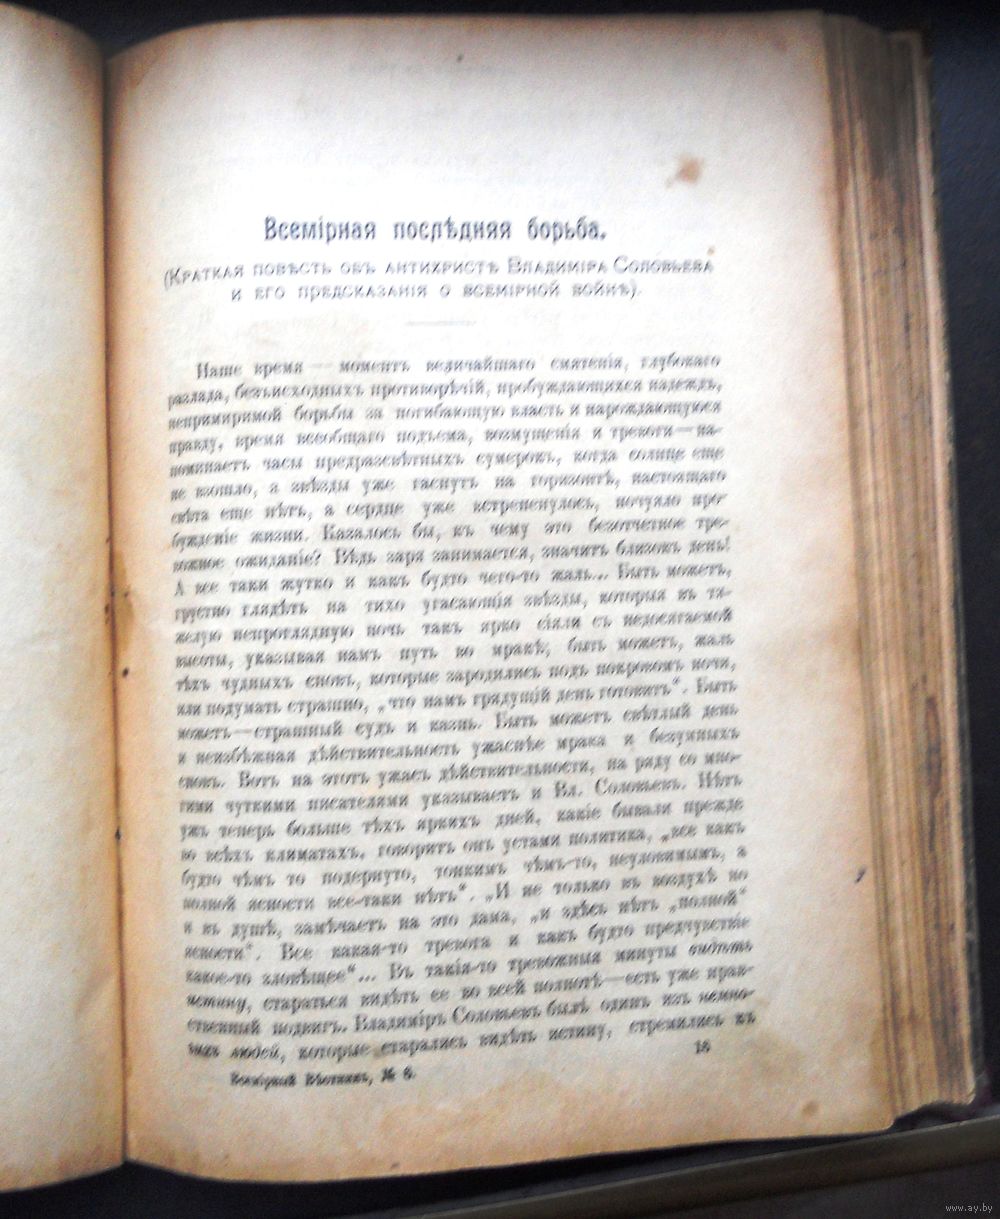 Всемірная послѣдняя борьба.
(Краткая повѣсть объ антихристѣ Владиміра Соловьева
и его предсказанія о всемірной войнѣ).
Наше время — моментъ величайшаго смятенія, глубокаго
разлада, безъисходныхъ противорѣчій, пробуждающихся надеждъ,
непримиримой борьбы за погибающую власть и нарождающуюся
правду, время всеобщаго подъема, возмущенія и тревоги—на-
поминаетъ часы предразсвѣтныхъ сумерокъ, когда солнце еще
не взошло, а звѣзды уже гаснутъ на горизонтѣ, настоящаго
свѣта еще нѣтъ, а сердце уже встрепенулось, почуяло про-
бужденіе жизни. Казалось бы, къ чему это безотчетное тре-
вожное ожиданіе? Вѣдь заря занимается, значитъ близокъ день!
А все таки жутко и какъ будто чего-то жаль... Быть можетъ,
грустно глядѣть на тихо угасающія звѣзды, которыя въ тя-
желую непроглядную ночь такъ ярко сіяли съ недосягаемой
высоты, указывая намъ путь во мракѣ, быть можетъ, жаль
тѣхъ чудныхъ сновъ, которые зародились подъ покровомъ ночи,
или подумать страшно, „что намъ грядущій день готовитъ“. Быть
можетъ—страшный судъ и казнь. Быть можетъ свѣтлый день
и неизбѣжная дѣйствительность ужаснѣе мрака и безумныхъ
сновъ. Вотъ на этотъ ужасъ дѣйствительности, на ряду со мно-
гими чуткими писателями указываетъ и Вл. Соловьевъ. Нѣтъ
ужъ теперь больше тѣхъ яркихъ дней, какіе бывали прежде
во всѣхъ климатахъ, говоритъ онъ устами политика, „все какъ
будто чѣмъ то подернуто, тонкимъ чѣмъ-то, неуловимымъ, а
полной ясности все-таки нѣтъ“. „И не только въ воздухѣ но
и въ душѣ, замѣчаетъ на это дама, „и здѣсь нѣтъ „полной“
ясности“. Все какая-то тревога и какъ будто предчувствіе
какое-то зловѣщее“... Въ такія-то тревожныя минуты видѣть
истину, стараться видѣть ее во всей полнотѣ—есть уже нрав-
ственный подвигъ. Владиміръ Соловьевъ былъ одинъ изъ немно-
гихъ людей, которые старались видѣть истину, стремились къ
Всемірный Вѣстникъ, № 6.
18
www.ay.by